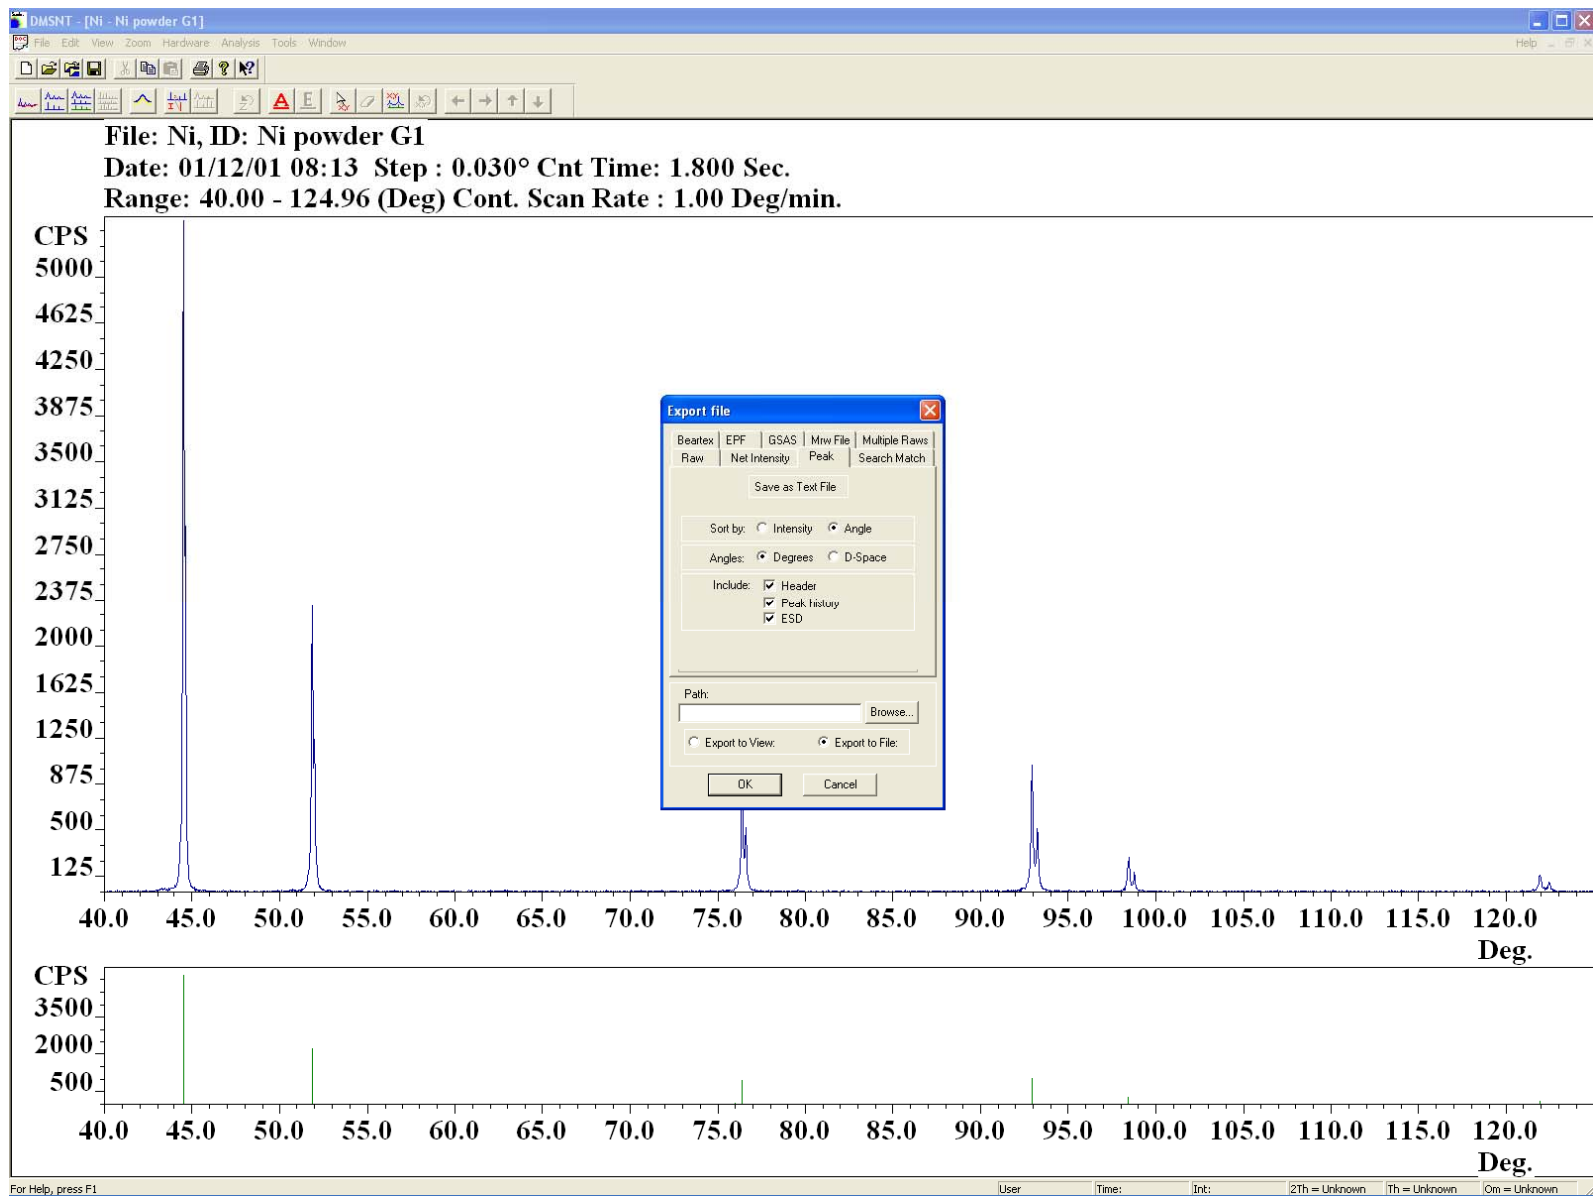 DMSNT - [Ni - Ni powder G1]
File Edit View Zoom Hardware Analysis Tools Window Help
File: Ni, ID: Ni powder G1
Date: 01/12/01 08:13 Step : 0.030° Cnt Time: 1.800 Sec.
Range: 40.00 - 124.96 (Deg) Cont. Scan Rate : 1.00 Deg/min.
CPS
5000
4625
4250
3875
3500
3125
2750
2375
2000
1625
1250
875
500
125
40.0 45.0 50.0 55.0 60.0 65.0 70.0 75.0 80.0 85.0 90.0 95.0 100.0 105.0 110.0 115.0 120.0
Deg.
Export file
Beartex EPF GSAS Mrw File Multiple Raws
Raw Net Intensity Peak Search Match
Save as Text File
Sort by: Intensity Angle
Angles: Degrees D-Space
Include: Header
Peak history
ESD
Path:
Browse...
Export to View: Export to File:
OK Cancel
CPS
3500
2000
500
40.0 45.0 50.0 55.0 60.0 65.0 70.0 75.0 80.0 85.0 90.0 95.0 100.0 105.0 110.0 115.0 120.0
Deg.
For Help, press F1 User Time: Int: 2Th = Unknown Th = Unknown Om = Unknown